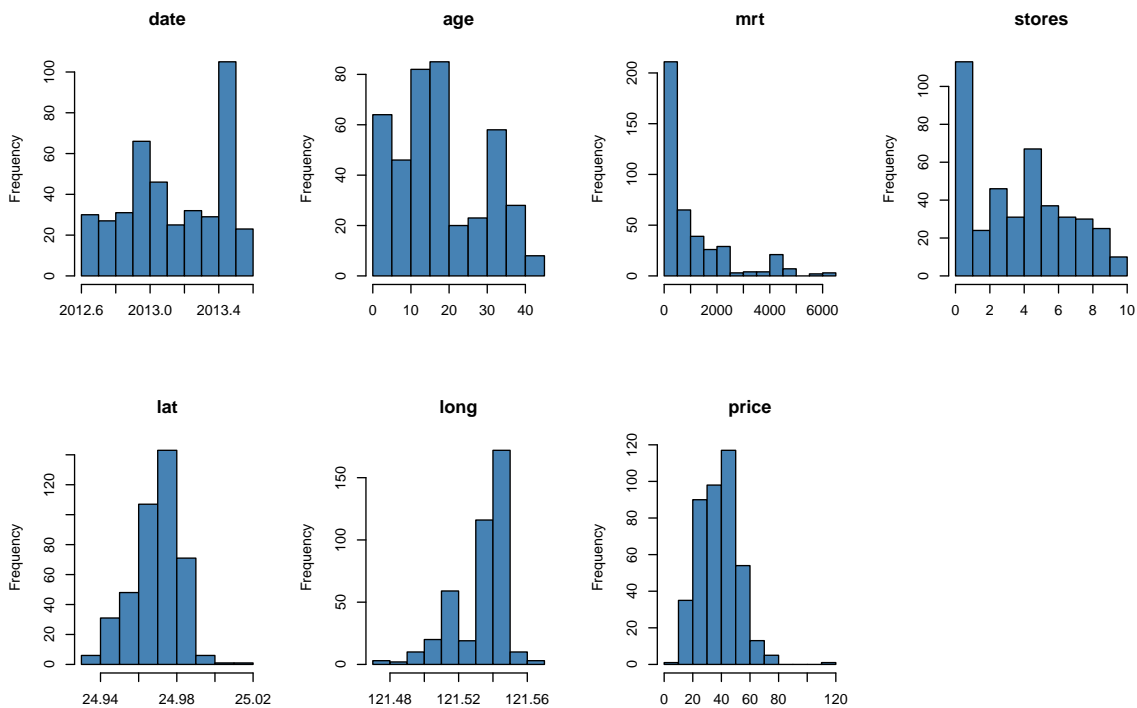 date
Frequency
0 20 40 60 80 100
2012.6 2013.0 2013.4
age
Frequency
0 20 40 60 80
0 10 20 30 40
mrt
Frequency
0 50 100 150 200
0 2000 4000 6000
stores
Frequency
0 20 40 60 80 100
0 2 4 6 8 10
lat
Frequency
0 20 40 60 80 120
24.94 24.98 25.02
long
Frequency
0 50 100 150
121.48 121.52 121.56
price
Frequency
0 20 40 60 80 100 120
0 20 40 60 80 120